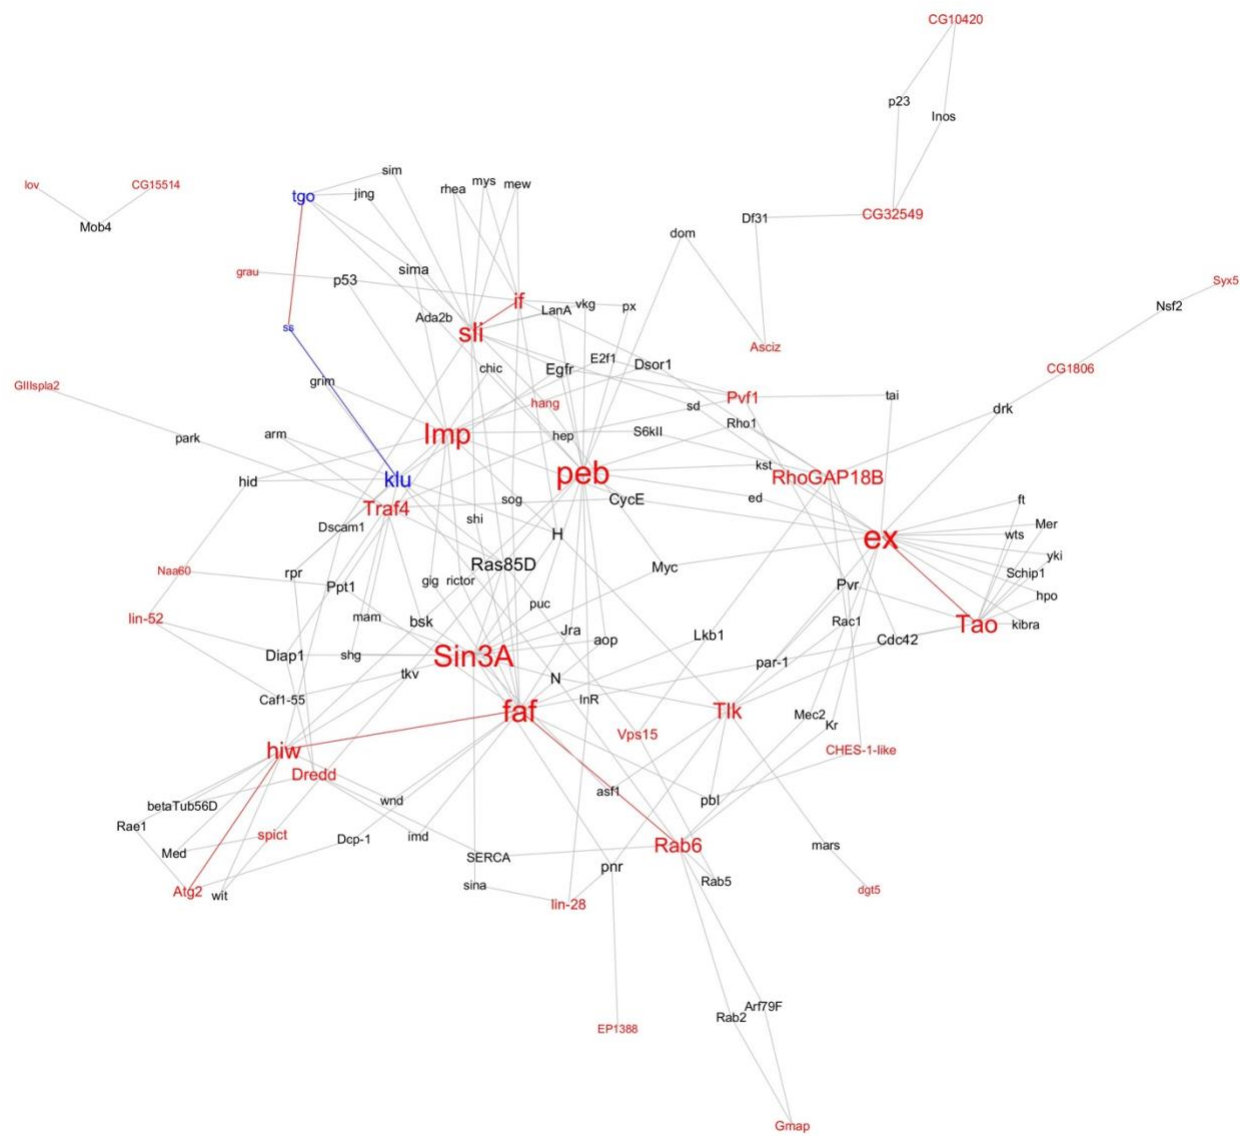 CG10420
p23
Inos
sim
tgo
jing
rhea
mys
mew
lov
CG15514
Mob4
Df31
CG32549
dom
grau
p53
sima
if
LanA
vkg
px
Syx5
Nsf2
Ada2b
sli
ss
Asciz
E2f1
Egfr
Dsor1
chic
CG1806
GIIIspla2
grim
hang
Pvf1
tai
sd
drk
park
arm
Imp
hep
S6kII
Rho1
kst
hid
klu
peb
RhoGAP18B
Traf4
sog
CycE
ed
ft
Dscam1
shi
H
ex
Mer
wts
yki
Naa60
rpr
Ras85D
Myc
Schip1
Ppt1
gig
rictor
Pvr
hpo
lin-52
mam
bsk
puc
Jra
aop
Lkb1
Rac1
Tao
kibra
Cdc42
Diap1
shg
Sin3A
par-1
tkv
N
Caf1-55
InR
faf
Tlk
Mec2
Kr
hiw
Vps15
CHES-1-like
Dredd
asf1
pbl
betaTub56D
wnd
Rae1
spict
Dcp-1
imd
Med
SERCA
Rab6
mars
pnr
sina
Rab5
Atg2
wit
lin-28
dgt5
Arf79F
Rab2
EP1388
Gmap